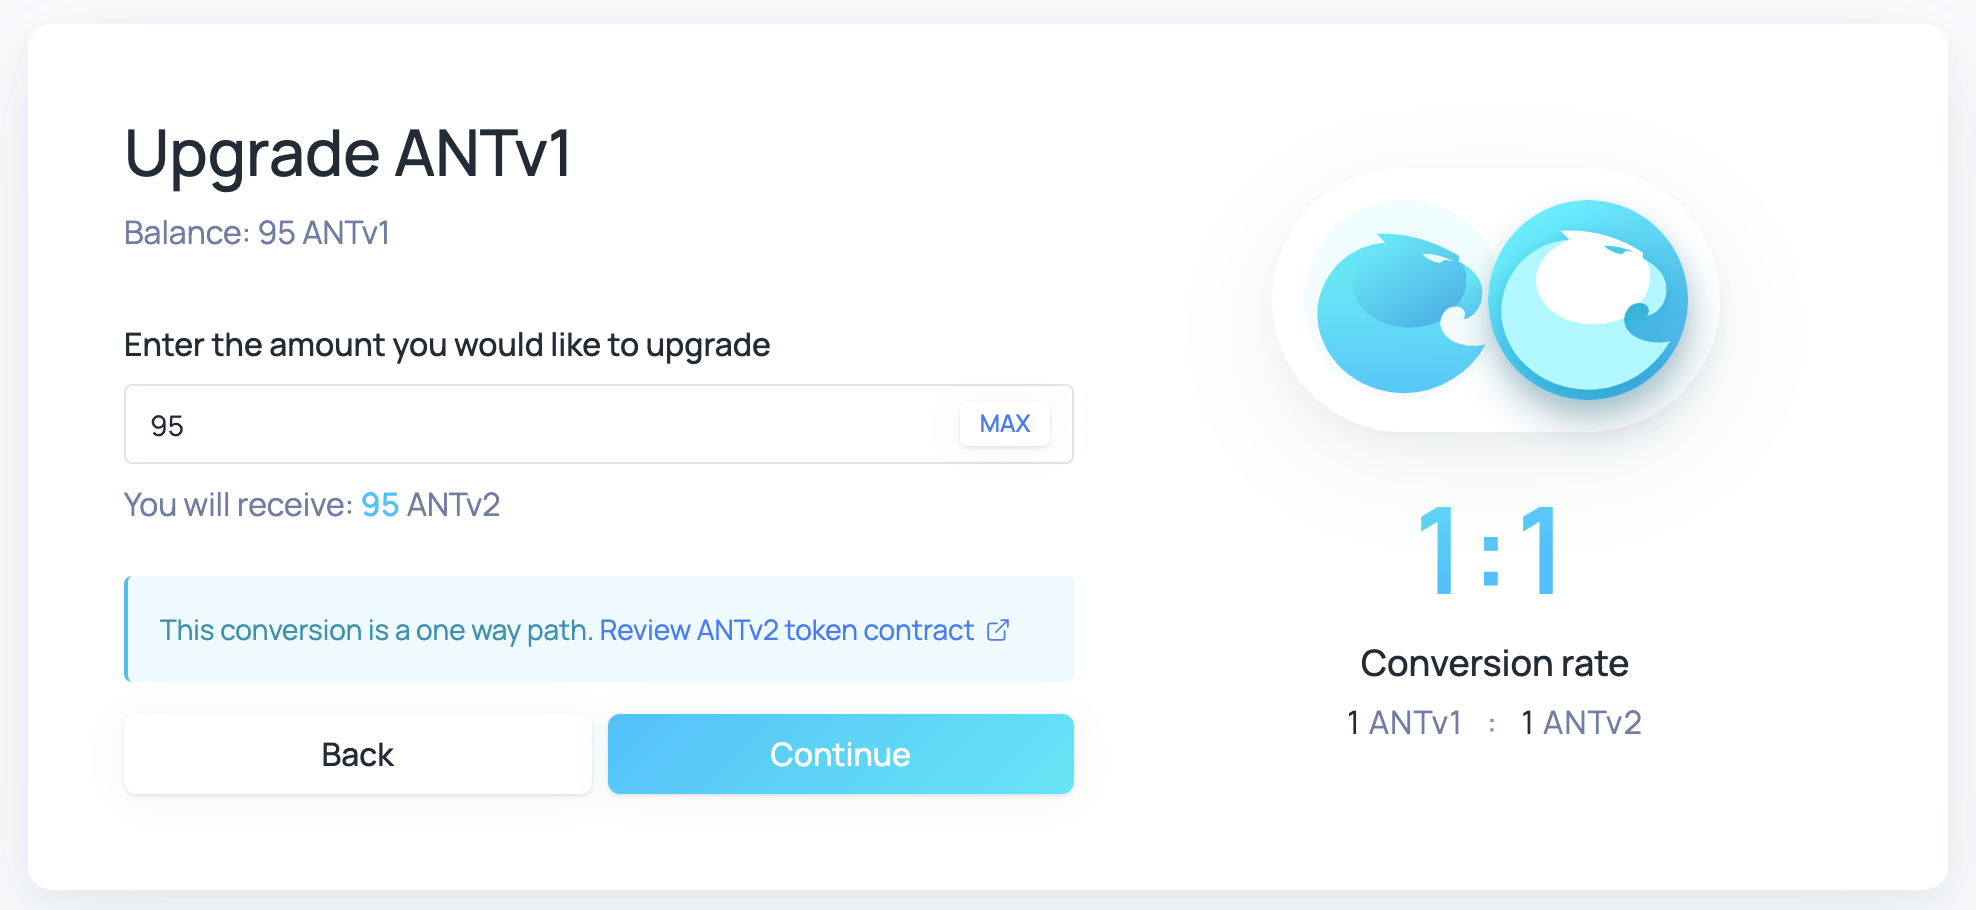 Upgrade ANTv1
Balance: 95 ANTv1
Enter the amount you would like to upgrade
95
MAX
You will receive: 95 ANTv2
This conversion is a one way path. Review ANTv2 token contract
Back
Continue
1:1
Conversion rate
1 ANTv1 : 1 ANTv2